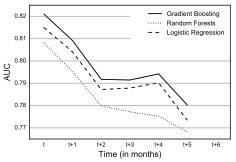 Gradient Boosting
Random Forests
Logistic Regression
0.82
0.81
0.80
0.79
0.78
0.77
AUC
t t+1 t+2 t+3 t+4 t+5 t+6
Time (in months)